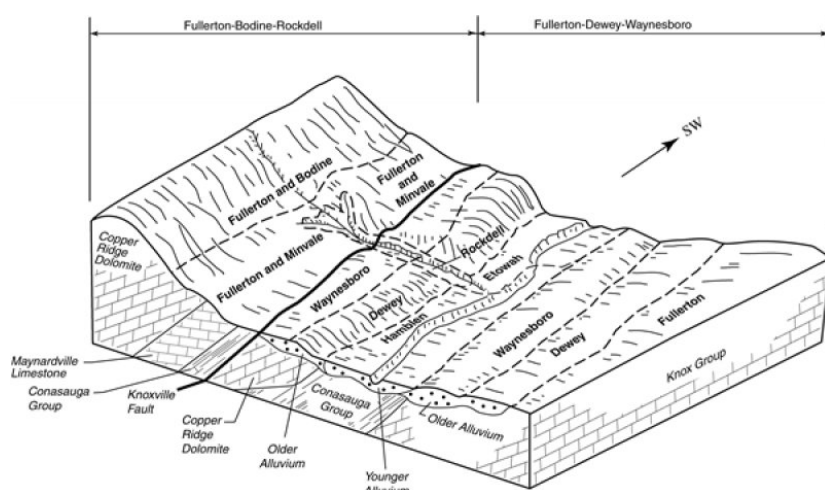 Fullerton-Bodine-Rockdell
Fullerton-Dewey-Waynesboro
SW
Fullerton and Bodine
Fullerton
and
Minvale
Copper
Ridge
Dolomite
Fullerton and Minvale
Rockdell
Etowah
Waynesboro
Dewey
Hamblen
Waynesboro
Dewey
Fullerton
Knox Group
Maynardville
Limestone
Conasauga
Group
Knoxville
Fault
Copper
Ridge
Dolomite
Older
Alluvium
Conasauga
Group
Younger
Alluvium
Older Alluvium